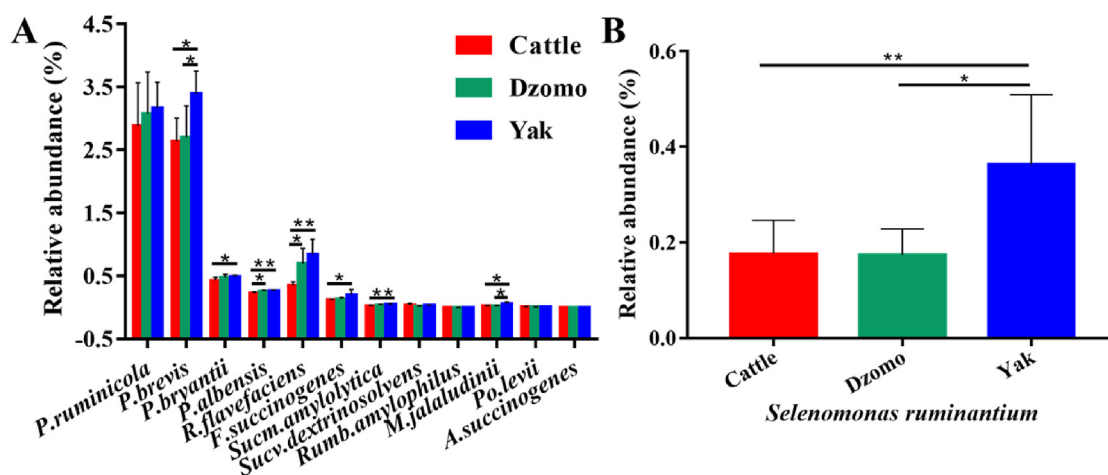 A
Relative abundance (%)
4.5
3.5
2.5
1.5
0.5
-0.5
* * * ** * ** * * ** * *
Cattle
Dzomo
Yak
P.ruminicola
P.brevis
P.bryantii
P.albensis
R.flavefaciens
F.succinogenes
Sucm.amylolytica
Sucv.dextrinosolvens
Rumb.amylophilus
M.jalaludinii
Po.levii
A.succinogenes
B
Relative abundance (%)
0.6
0.4
0.2
0.0
**
*
Cattle
Dzomo
Yak
Selenomonas ruminantium